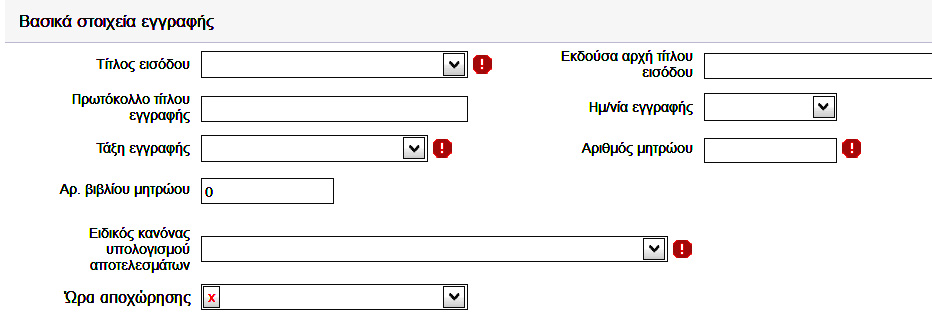 Βασικά στοιχεία εγγραφής
Τίτλος εισόδου
Εκδούσα αρχή τίτλου
εισόδου
Πρωτόκολλο τίτλου
εγγραφής
Ημ/νία εγγραφής
Τάξη εγγραφής
Αριθμός μητρώου
Αρ. βιβλίου μητρώου
0
Ειδικός κανόνας
υπολογισμού
αποτελεσμάτων
Ώρα αποχώρησης
x